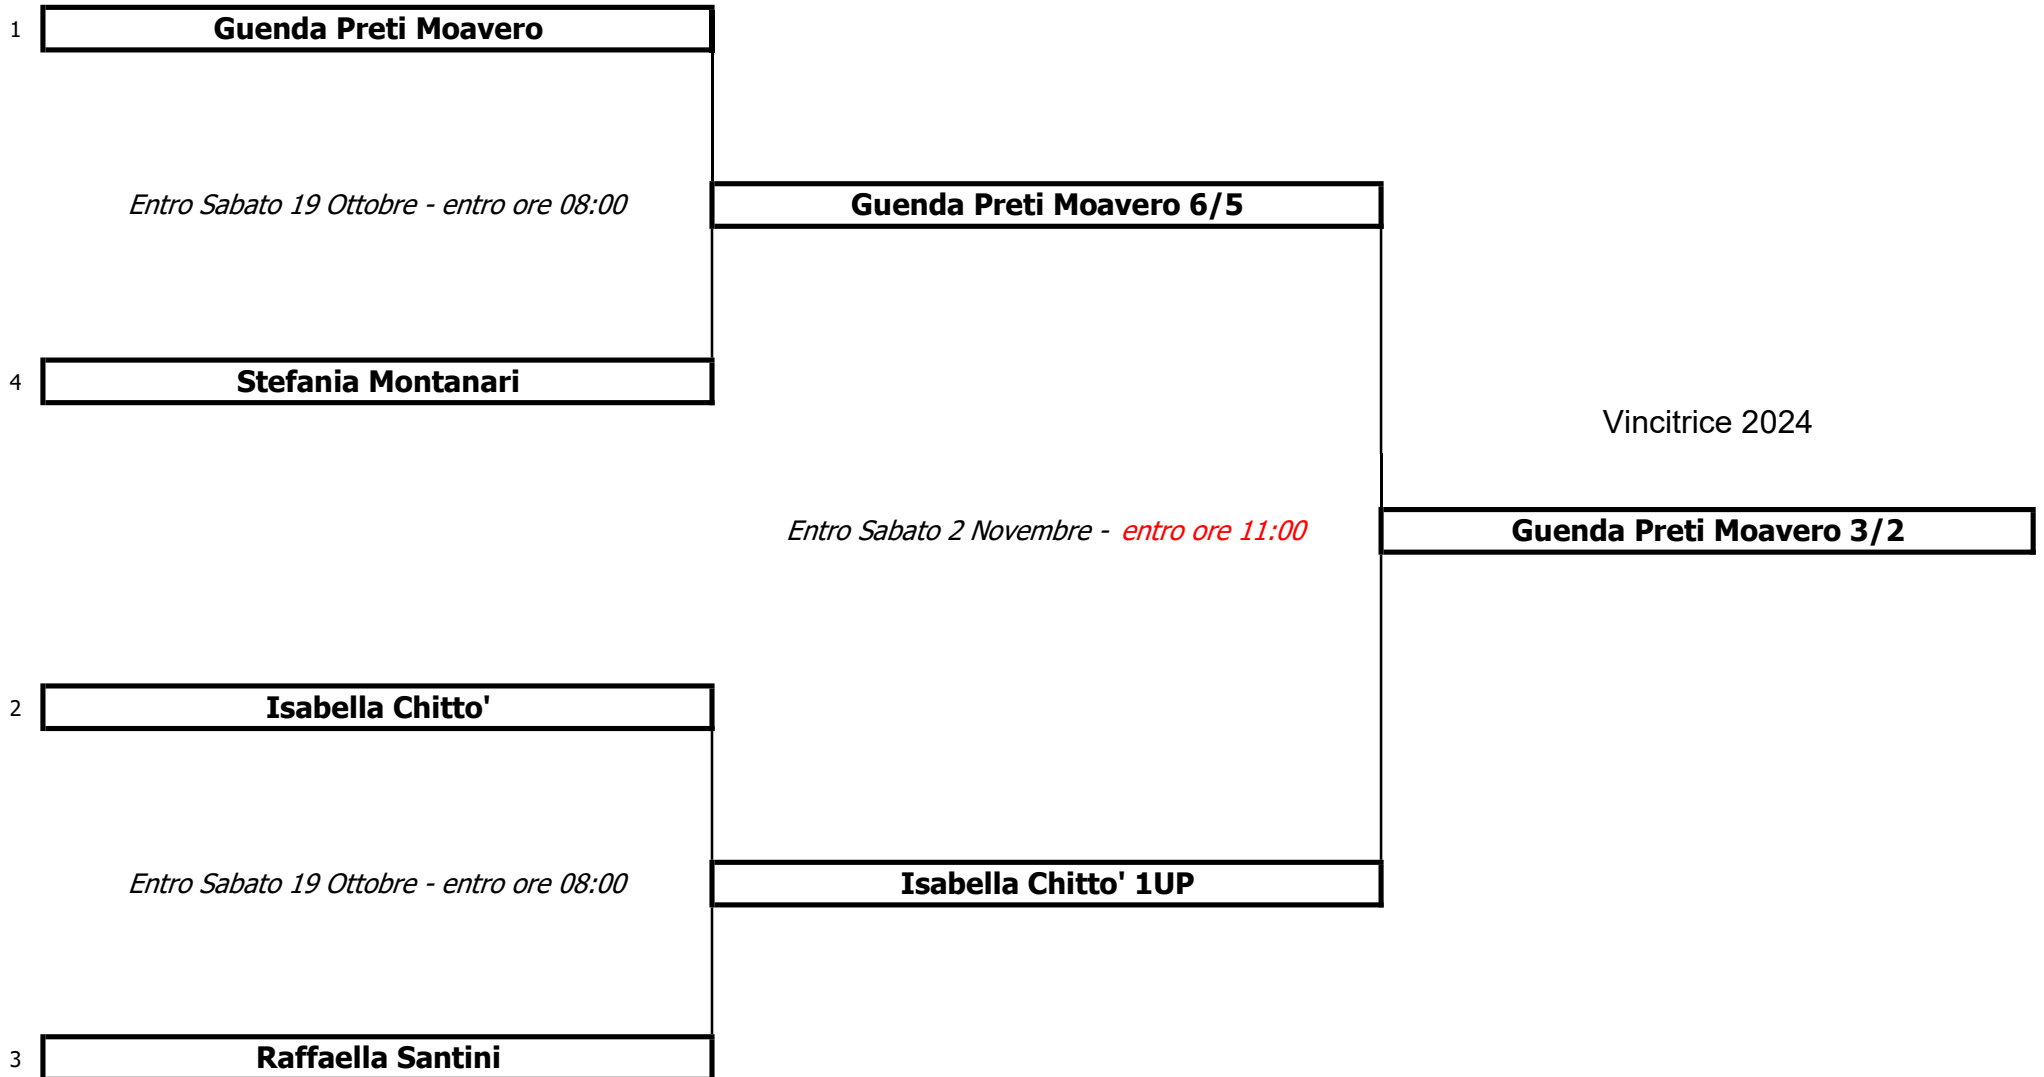 1 Guenda Preti Moavero
Entro Sabato 19 Ottobre - entro ore 08:00
Guenda Preti Moavero 6/5
4 Stefania Montanari
Vincitrice 2024
Entro Sabato 2 Novembre - entro ore 11:00
Guenda Preti Moavero 3/2
2 Isabella Chitto'
Entro Sabato 19 Ottobre - entro ore 08:00
Isabella Chitto' 1UP
3 Raffaella Santini